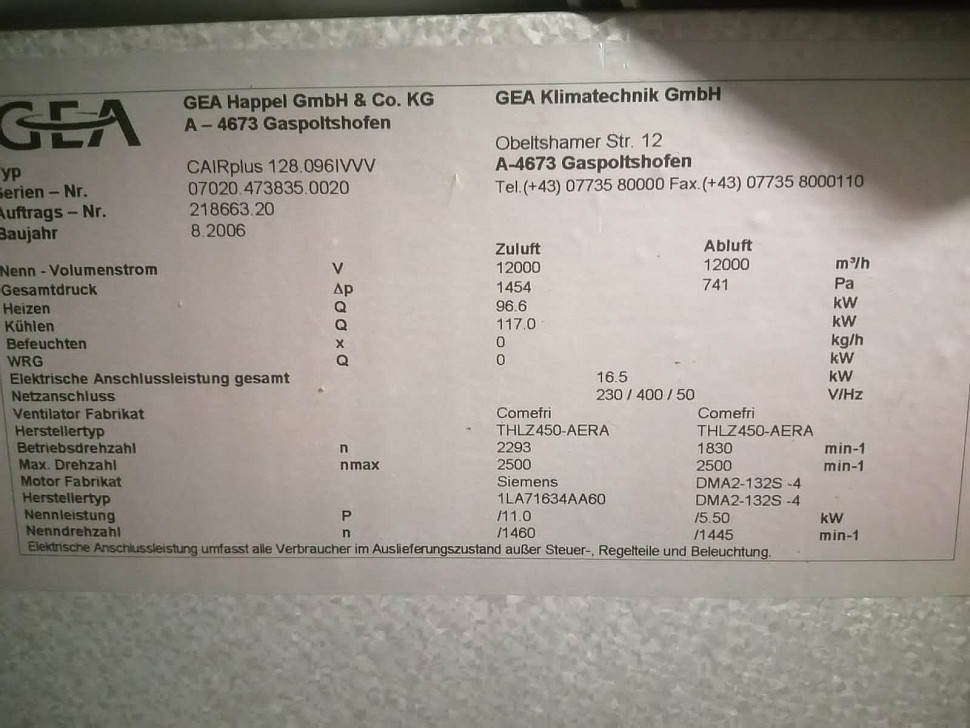 GEA
GEA Happel GmbH & Co. KG
A – 4673 Gaspoltshofen
GEA Klimatechnik GmbH
Obeltshamer Str. 12
A-4673 Gaspoltshofen
Tel.(+43) 07735 80000 Fax.(+43) 07735 8000110
yp CAIRplus 128.096IVVV
Serien – Nr. 07020.473835.0020
Auftrags – Nr. 218663.20
Baujahr 8.2006
Zuluft Abluft
Nenn - Volumenstrom V 12000 12000 m³/h
Gesamtdruck Δp 1454 741 Pa
Heizen Q 96.6 kW
Kühlen Q 117.0 kW
Befeuchten x 0 kg/h
WRG Q 0 kW
Elektrische Anschlussleistung gesamt 16.5 kW
Netzanschluss 230 / 400 / 50 V/Hz
Ventilator Fabrikat Comefri Comefri
Herstellertyp THLZ450-AERA THLZ450-AERA
Betriebsdrehzahl n 2293 1830 min-1
Max. Drehzahl nmax 2500 2500 min-1
Motor Fabrikat Siemens DMA2-132S -4
Herstellertyp 1LA71634AA60 DMA2-132S -4
Nennleistung P /11.0 /5.50 kW
Nenndrehzahl n /1460 /1445 min-1
Elektrische Anschlussleistung umfasst alle Verbraucher im Auslieferungszustand außer Steuer-, Regelteile und Beleuchtung.